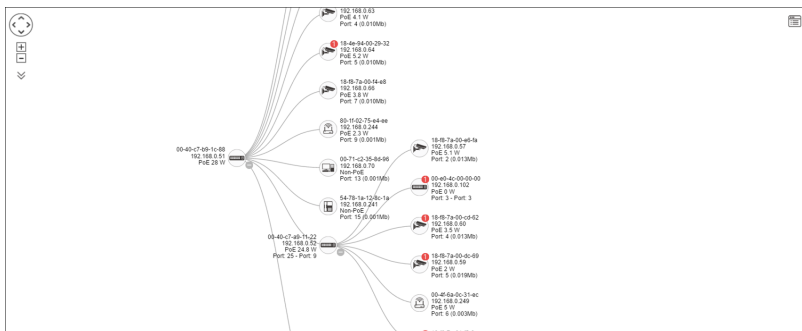 192.168.0.63
PoE 4.1 W
Port: 4 (0.010Mb)
1
18-4e-94-00-29-32
192.168.0.64
PoE 5.2 W
Port: 5 (0.010Mb)
18-f8-7a-00-f4-e8
192.168.0.66
PoE 3.8 W
Port: 7 (0.010Mb)
80-1f-02-75-e4-ee
192.168.0.244
PoE 2.3 W
Port: 9 (0.001Mb)
00-40-c7-b9-1c-88
192.168.0.51
PoE 28 W
00-71-c2-35-8d-96
192.168.0.70
Non-PoE
Port: 13 (0.001Mb)
54-78-1a-12-8c-1a
192.168.0.241
Non-PoE
Port: 15 (0.001Mb)
00-40-c7-a9-11-22
192.168.0.52
PoE 24.8 W
Port: 25 - Port: 9
18-f8-7a-00-e6-fa
192.168.0.57
PoE 5.1 W
Port: 2 (0.013Mb)
1
00-e0-4c-00-00-00
192.168.0.102
PoE 0 W
Port: 3 - Port: 3
1
18-f8-7a-00-cd-62
192.168.0.60
PoE 3.5 W
Port: 4 (0.013Mb)
1
18-f8-7a-00-dc-69
192.168.0.59
PoE 2 W
Port: 5 (0.019Mb)
00-4f-6a-0c-31-ec
192.168.0.249
PoE 5 W
Port: 6 (0.003Mb)